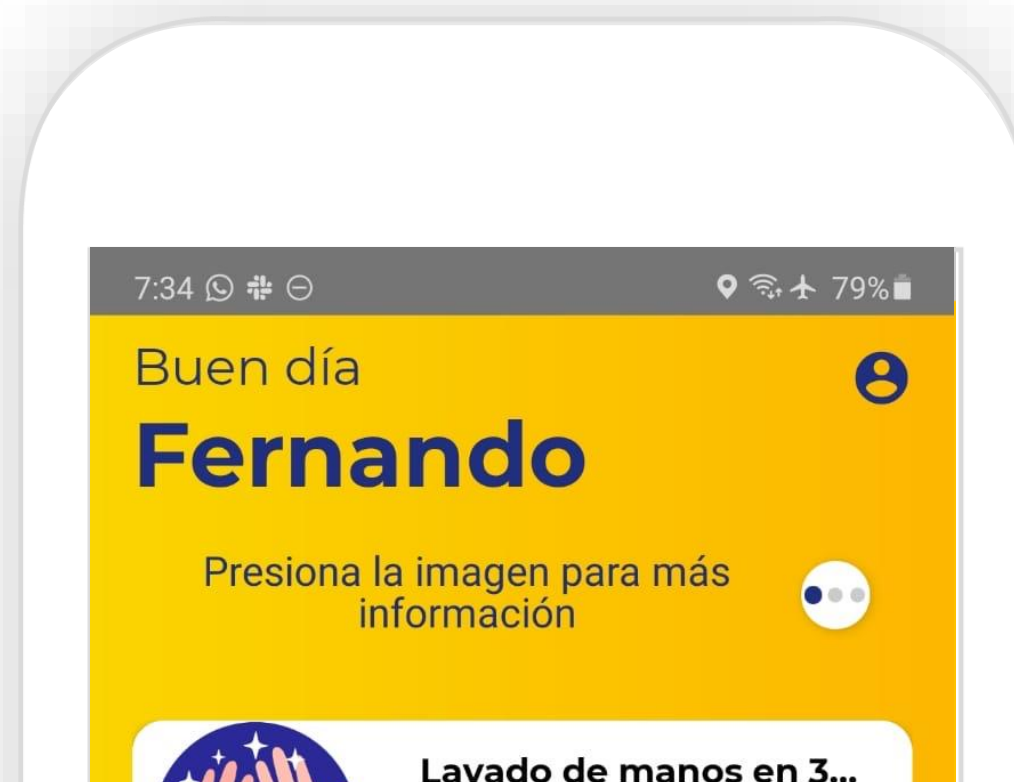 7:34 79%
Buen día
Fernando
Presiona la imagen para más
información
Lavado de manos en 3...